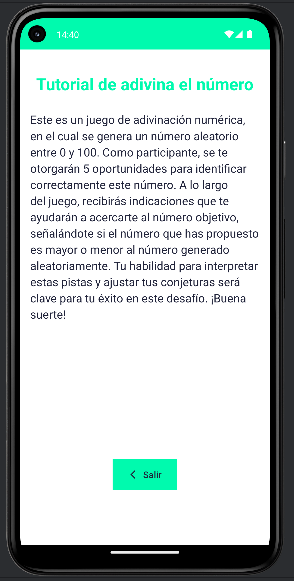 14:40
Tutorial de adivina el número
Este es un juego de adivinación numérica,
en el cual se genera un número aleatorio
entre 0 y 100. Como participante, se te
otorgarán 5 oportunidades para identificar
correctamente este número. A lo largo
del juego, recibirás indicaciones que te
ayudarán a acercarte al número objetivo,
señalándote si el número que has propuesto
es mayor o menor al número generado
aleatoriamente. Tu habilidad para interpretar
estas pistas y ajustar tus conjeturas será
clave para tu éxito en este desafío. ¡Buena
suerte!
Salir